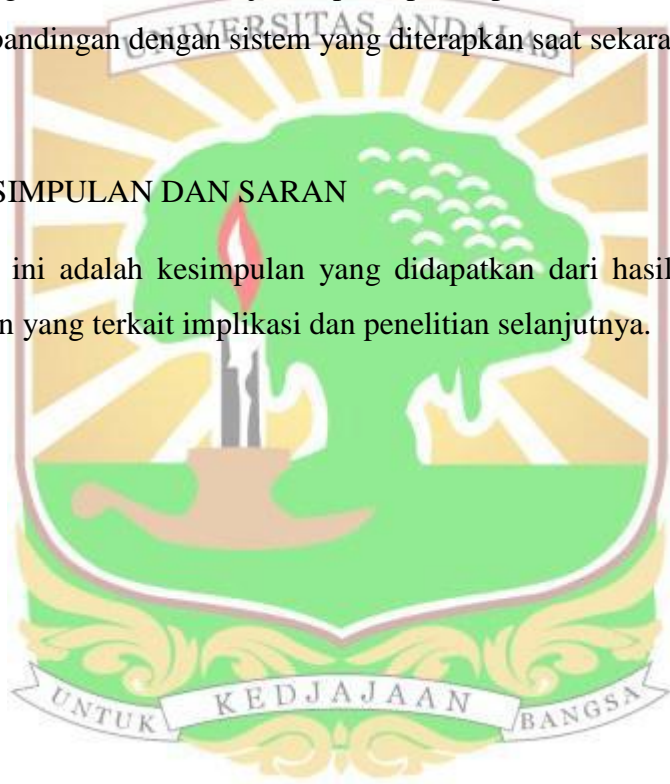 UNIVERSITAS ANDALAS
pandingan dengan sistem yang diterapkan saat sekara
SIMPULAN DAN SARAN
ini adalah kesimpulan yang didapatkan dari hasil
n yang terkait implikasi dan penelitian selanjutnya.
UNTUK KEDJAJAAN BANGSA